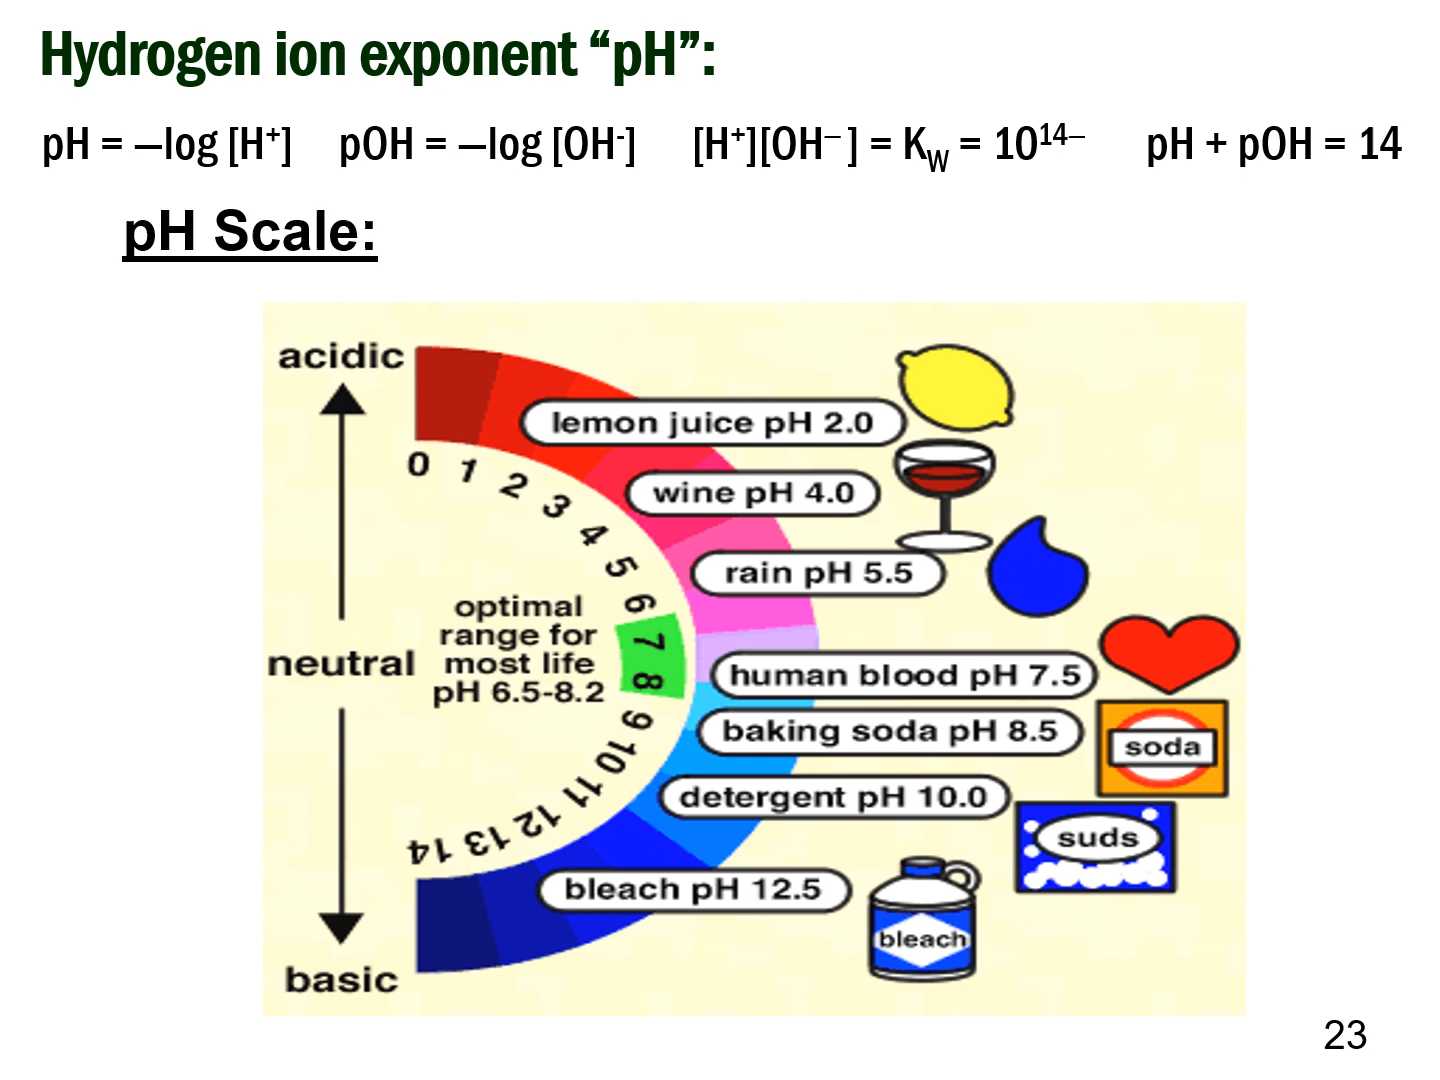 Hydrogen ion exponent “pH”:
pH = –log [H⁺] pOH = –log [OH⁻] [H⁺][OH⁻ ] = K_W = 10¹⁴⁻ pH + pOH = 14
pH Scale:
acidic
neutral
basic
0
1
2
3
4
5
6
7
8
9
10
11
12
13
14
optimal
range for
most life
pH 6.5-8.2
lemon juice pH 2.0
wine pH 4.0
rain pH 5.5
human blood pH 7.5
baking soda pH 8.5
soda
detergent pH 10.0
suds
bleach pH 12.5
bleach
23